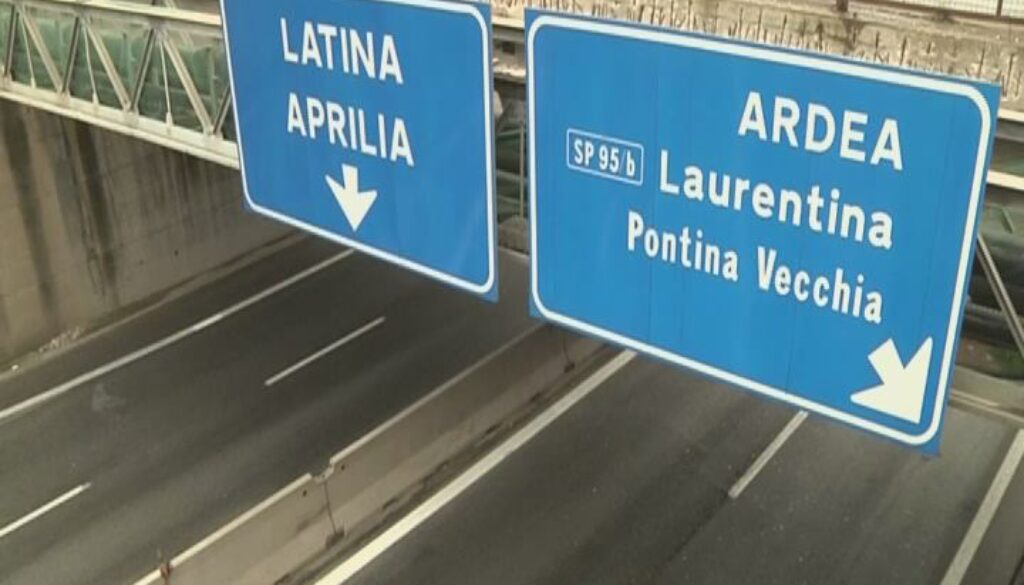 LATINA
APRILIA
ARDEA
SP 95/b Laurentina
Pontina Vecchia